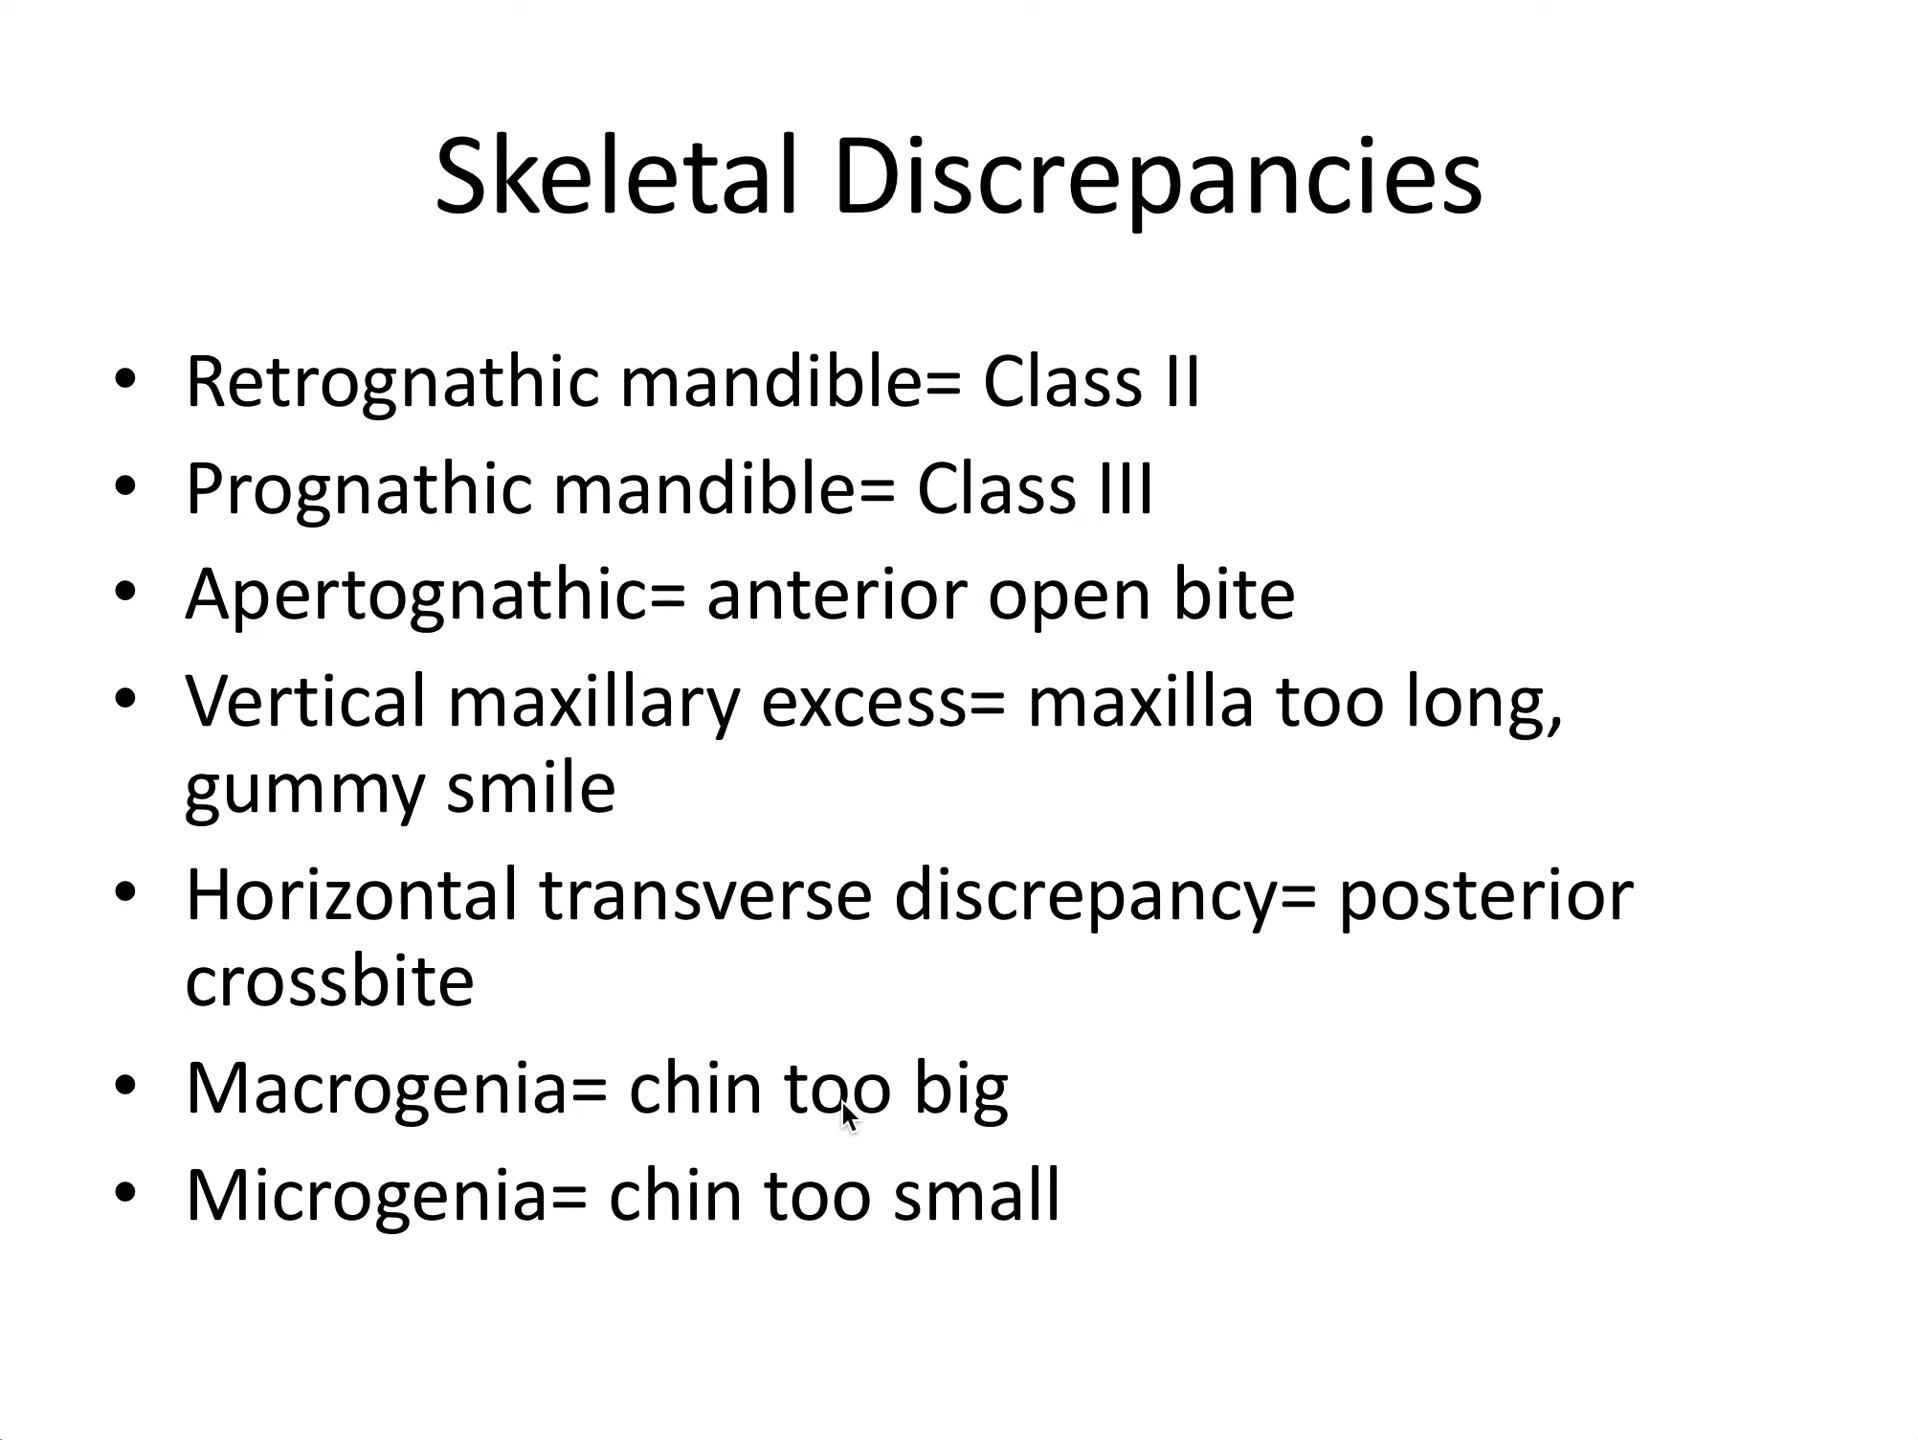 Skeletal Discrepancies
• Retrognathic mandible= Class II
• Prognathic mandible= Class III
• Apertognathic= anterior open bite
• Vertical maxillary excess= maxilla too long,
gummy smile
• Horizontal transverse discrepancy= posterior
crossbite
• Macrogenia= chin too big
• Microgenia= chin too small